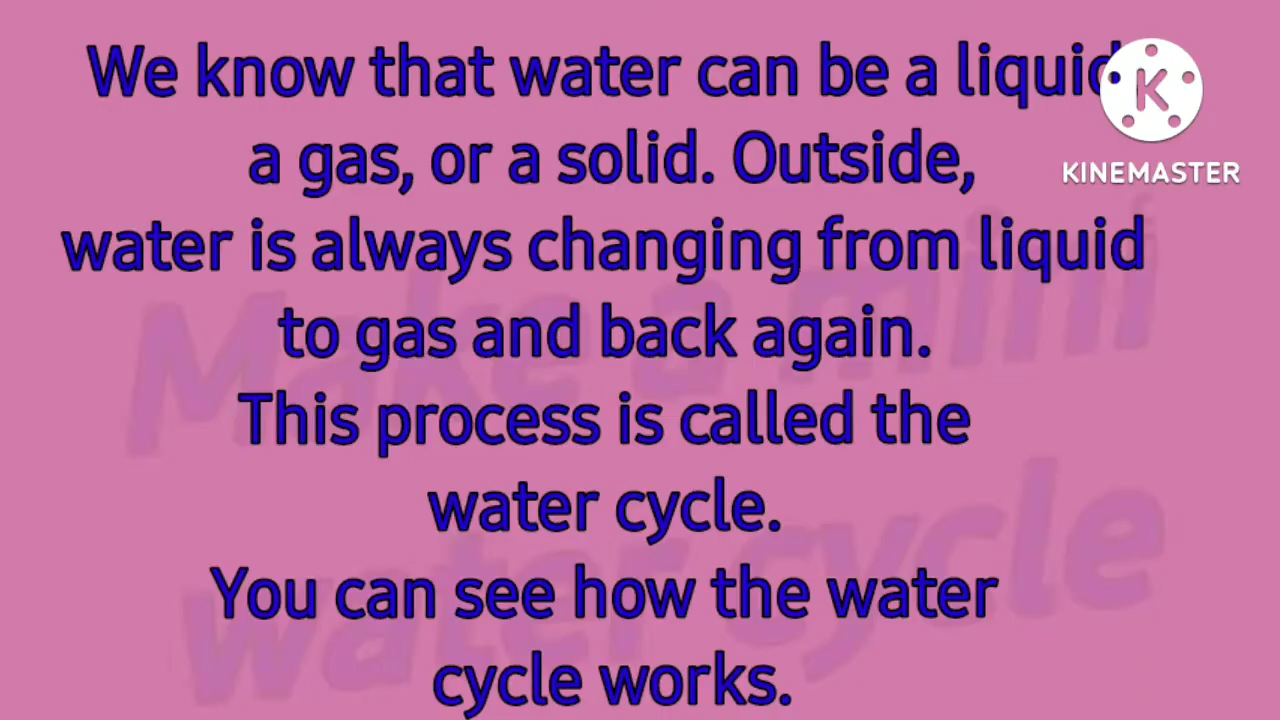 We know that water can be a liquid
a gas, or a solid. Outside,
water is always changing from liquid
to gas and back again.
This process is called the
water cycle.
You can see how the water
cycle works.
K
KINEMASTER
Make a mini
water cycle